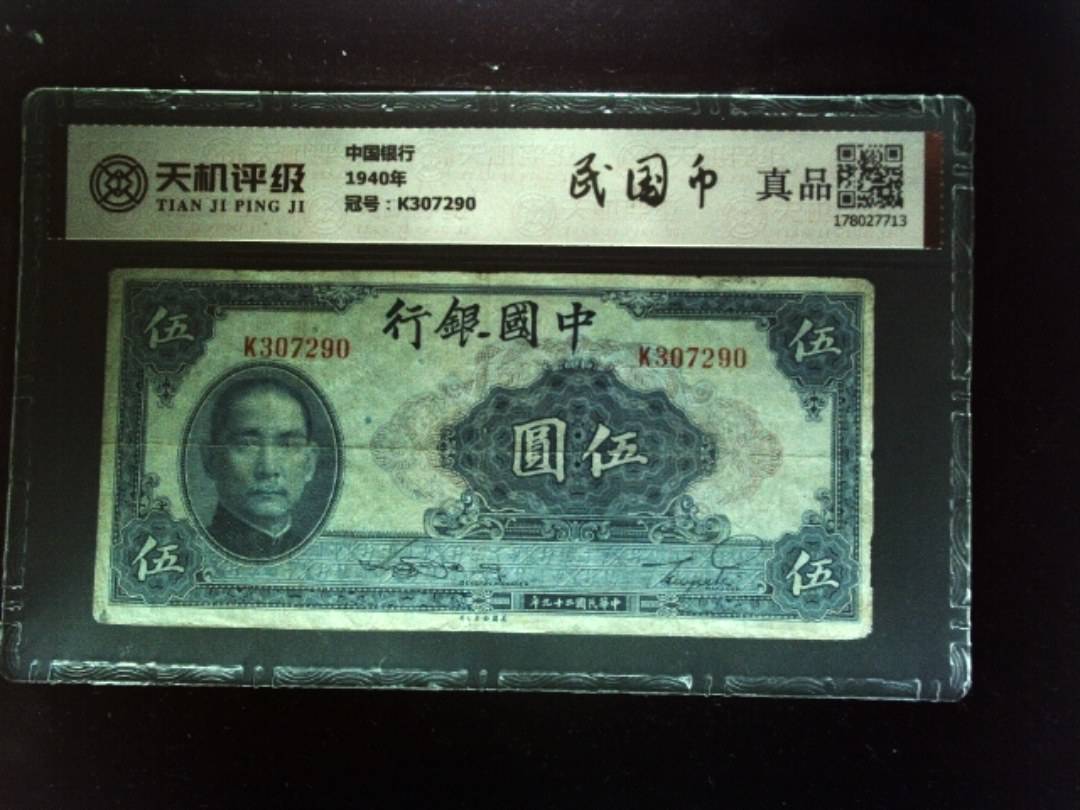 天机评级
TIAN JI PING JI
中国银行
1940年
冠号：K307290
民国币
真品
178027713
行銀國中
伍
伍
K307290
K307290
圓伍
伍
伍
年九十二國民華中